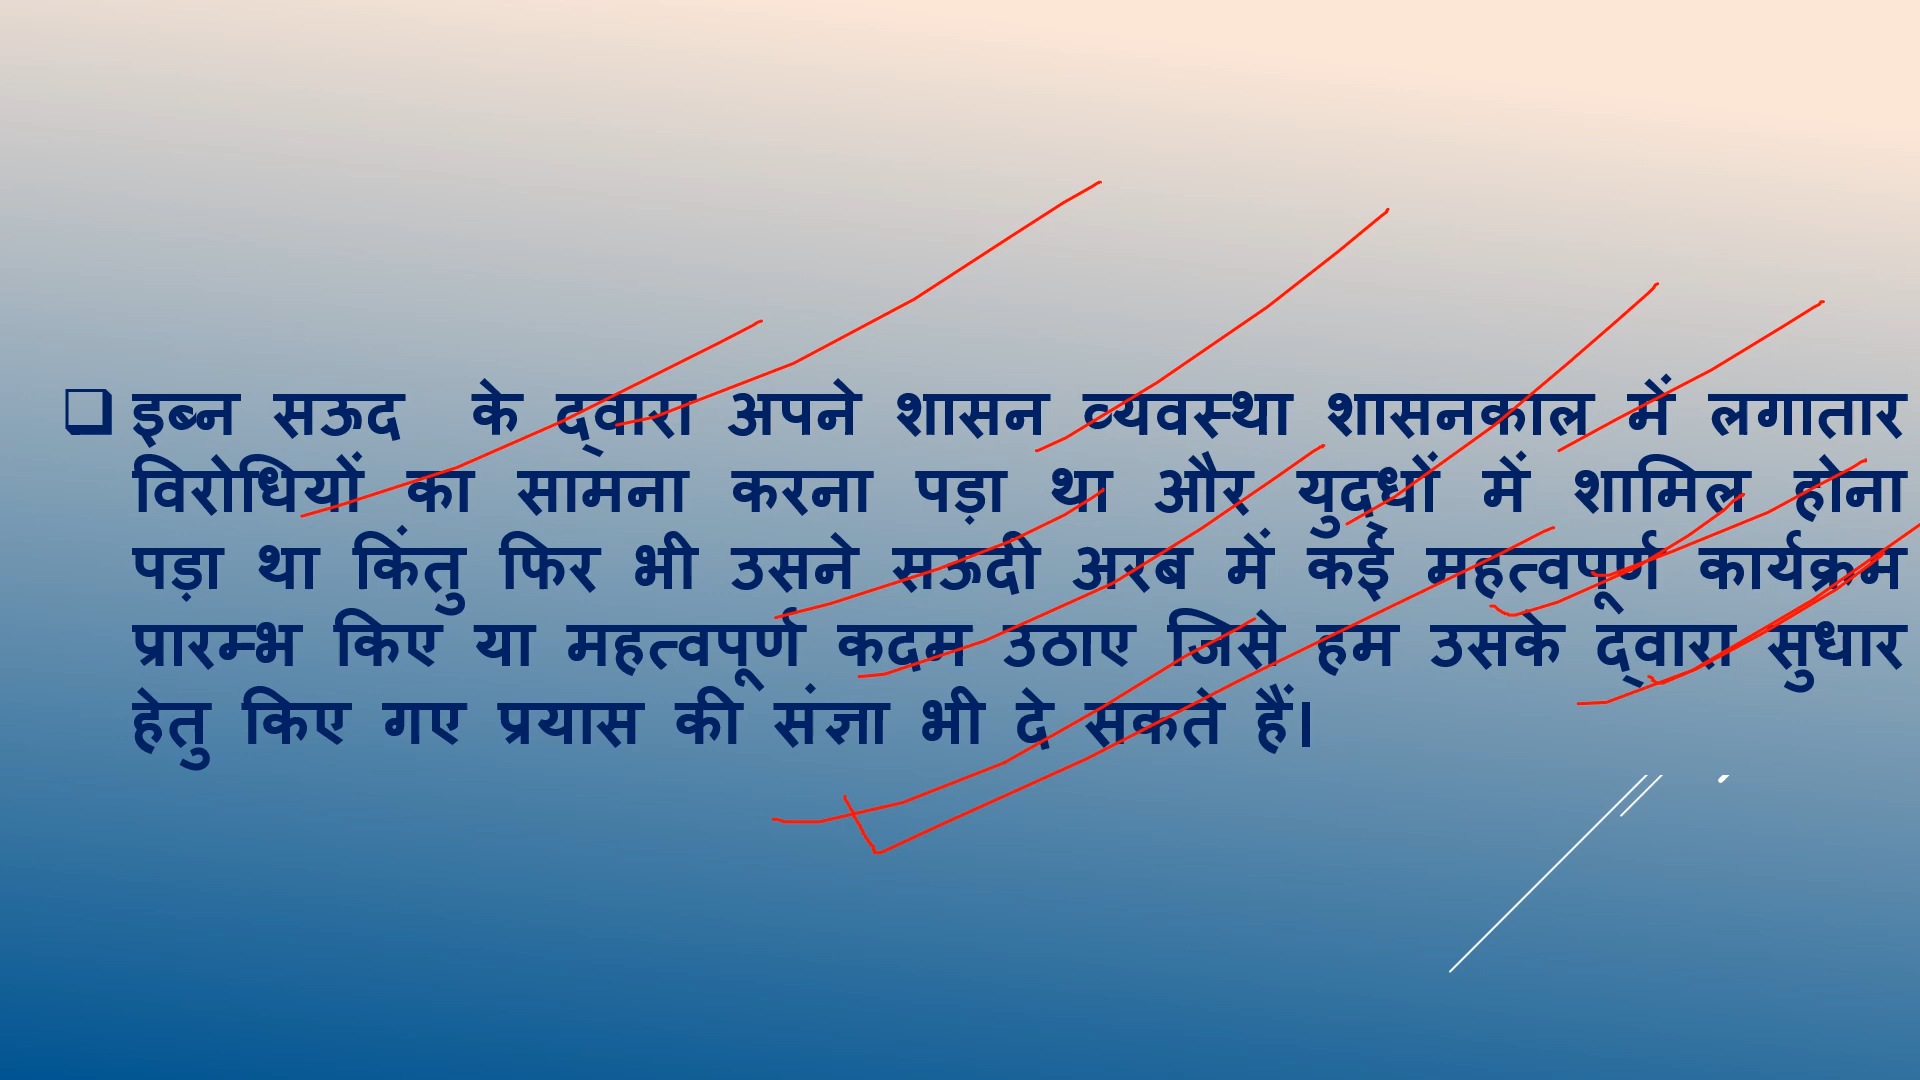 इब्न सऊद के द्वारा अपने शासन व्यवस्था शासनकाल में लगातार
विरोधियों का सामना करना पड़ा था और युद्धों में शामिल होना
पड़ा था किंतु फिर भी उसने सऊदी अरब में कई महत्वपूर्ण कार्यक्रम
प्रारम्भ किए या महत्वपूर्ण कदम उठाए जिसे हम उसके द्वारा सुधार
हेतु किए गए प्रयास की संज्ञा भी दे सकते हैं।